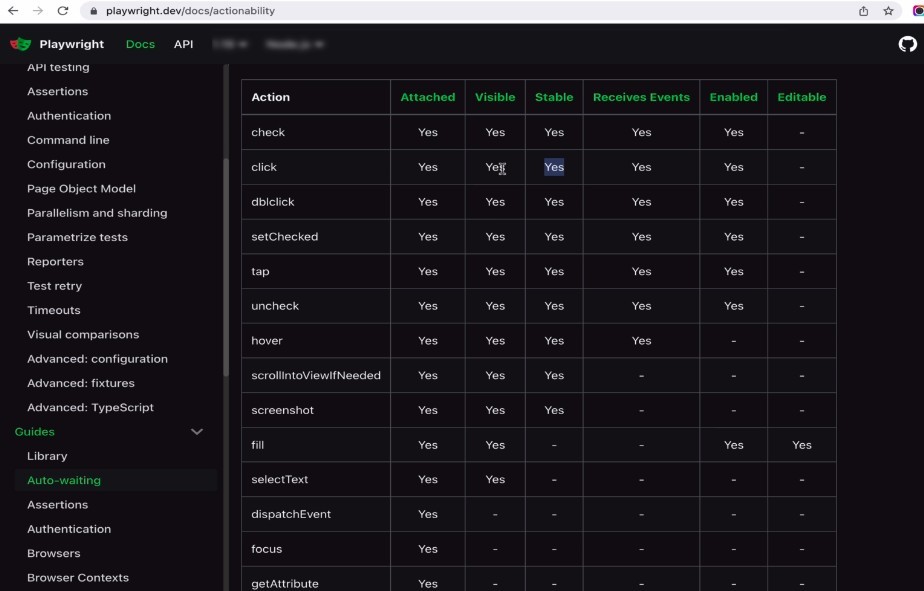 playwright.dev/docs/actionability
Playwright Docs API
API testing
Assertions
Authentication
Command line
Configuration
Page Object Model
Parallelism and sharding
Parametrize tests
Reporters
Test retry
Timeouts
Visual comparisons
Advanced: configuration
Advanced: fixtures
Advanced: TypeScript
Guides
Library
Auto-waiting
Assertions
Authentication
Browsers
Browser Contexts
Action Attached Visible Stable Receives Events Enabled Editable
check Yes Yes Yes Yes Yes -
click Yes Yes Yes Yes Yes -
dblclick Yes Yes Yes Yes Yes -
setChecked Yes Yes Yes Yes Yes -
tap Yes Yes Yes Yes Yes -
uncheck Yes Yes Yes Yes Yes -
hover Yes Yes Yes Yes - -
scrollIntoViewIfNeeded Yes Yes Yes - - -
screenshot Yes Yes Yes - - -
fill Yes Yes - - Yes Yes
selectText Yes Yes - - - -
dispatchEvent Yes - - - - -
focus Yes - - - - -
getAttribute Yes - - - - -